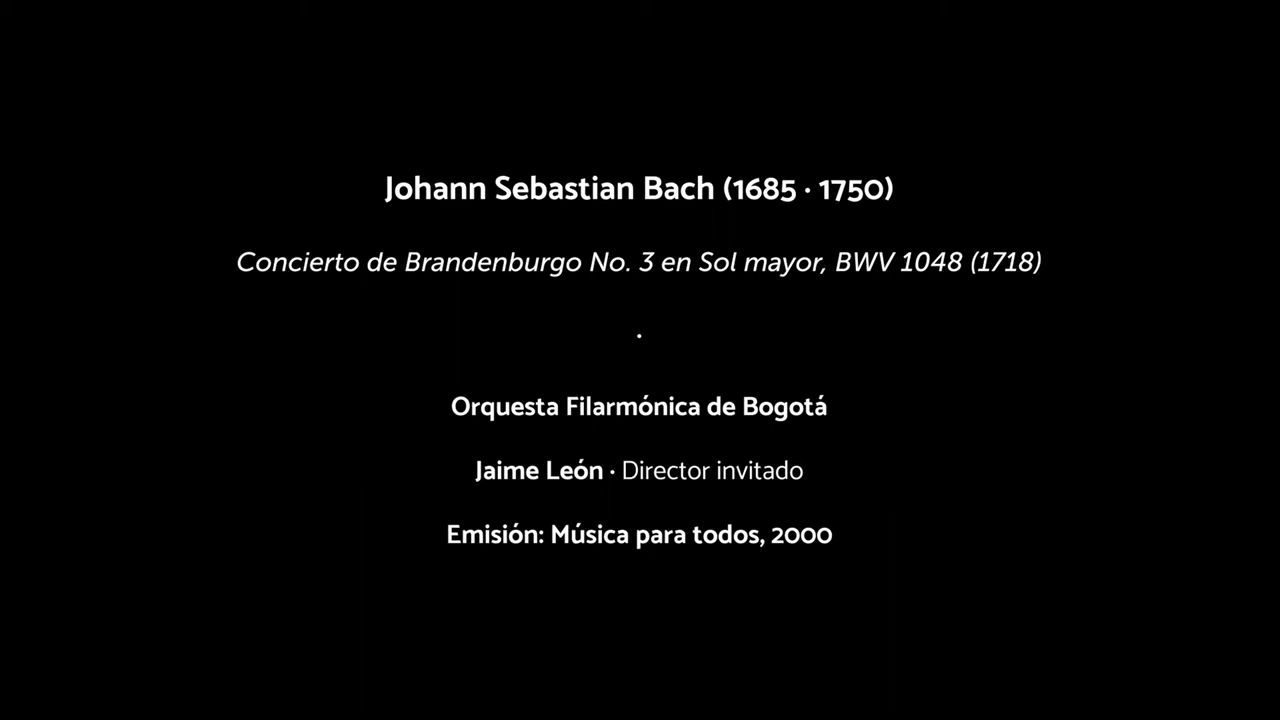 Johann Sebastian Bach (1685 · 1750)
Concierto de Brandenburgo No. 3 en Sol mayor, BWV 1048 (1718)
·
Orquesta Filarmónica de Bogotá
Jaime León · Director invitado
Emisión: Música para todos, 2000